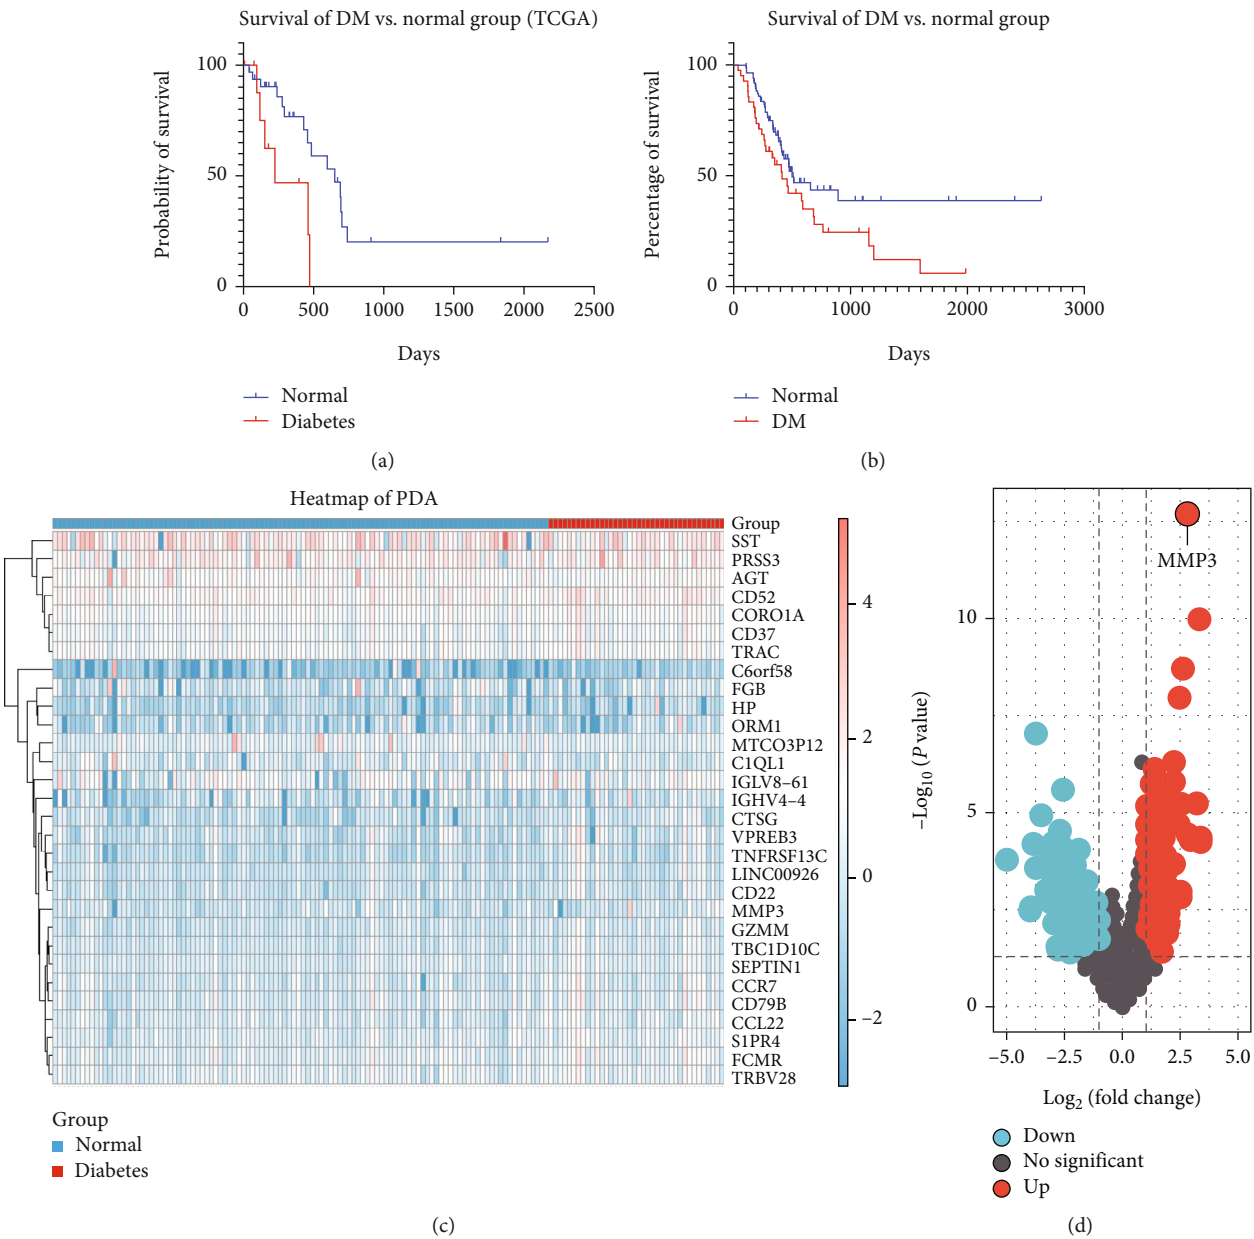 Survival of DM vs. normal group (TCGA)
Probability of survival
100
50
0
0 500 1000 1500 2000 2500
Days
Normal
Diabetes
(a)
Survival of DM vs. normal group
Percentage of survival
100
50
0
0 1000 2000 3000
Days
Normal
DM
(b)
Heatmap of PDA
Group
SST
PRSS3
AGT
CD52
CORO1A
CD37
TRAC
C6orf58
FGB
HP
ORM1
MTCO3P12
C1QL1
IGLV8–61
IGHV4–4
CTSG
VPREB3
TNFRSF13C
LINC00926
CD22
MMP3
GZMM
TBC1D10C
SEPTIN1
CCR7
CD79B
CCL22
S1PR4
FCMR
TRBV28
4
2
0
–2
Group
Normal
Diabetes
(c)
MMP3
–Log10 (P value)
10
5
0
–5.0 –2.5 0.0 2.5 5.0
Log2 (fold change)
Down
No significant
Up
(d)